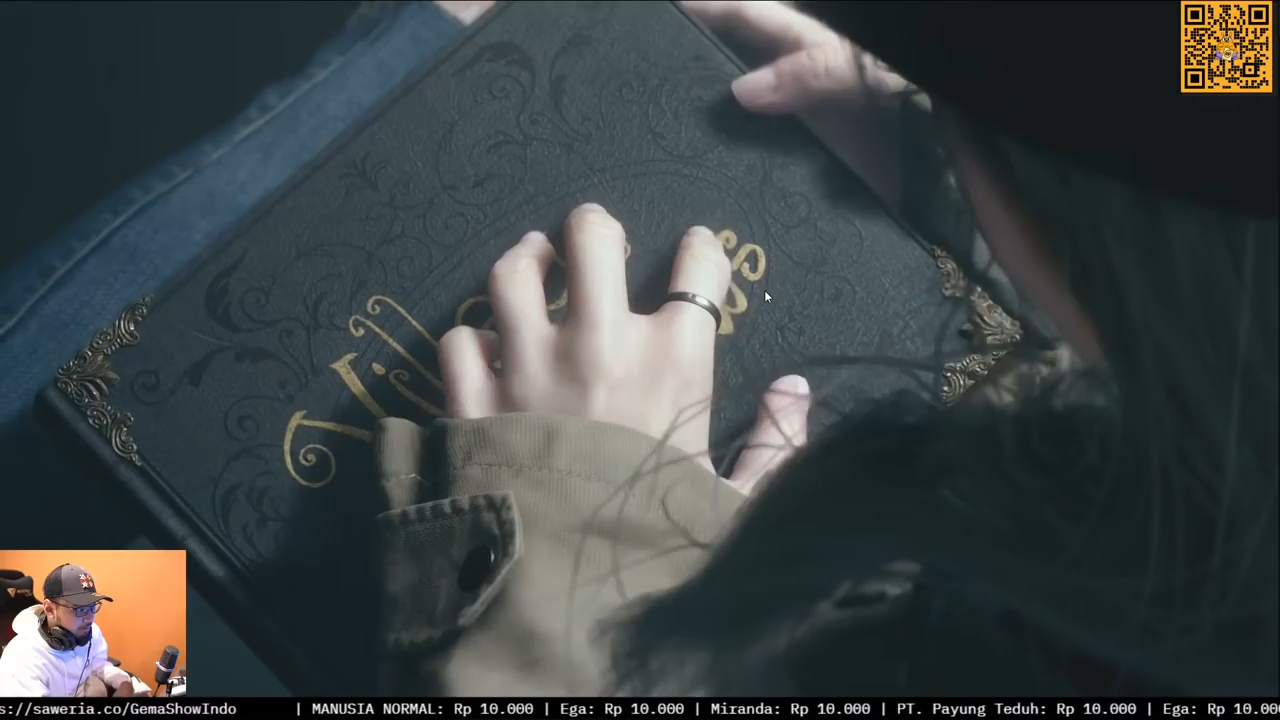 s://saweria.co/GemaShowIndo | MANUSIA NORMAL: Rp 10.000 | Ega: Rp 10.000 | Miranda: Rp 10.000 | PT. Payung Teduh: Rp 10.000 | Ega: Rp 10.000